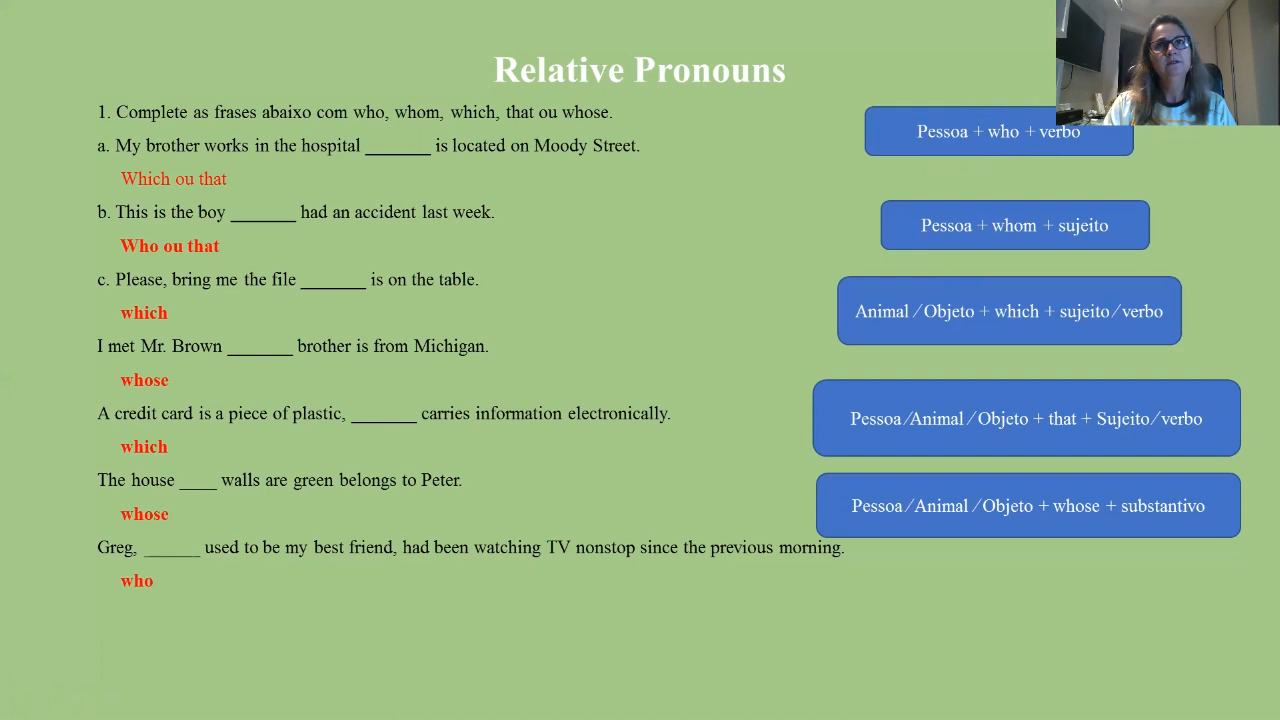 Relative Pronouns
1. Complete as frases abaixo com who, whom, which, that ou whose.
a. My brother works in the hospital _______ is located on Moody Street.
Which ou that
b. This is the boy _______ had an accident last week.
Who ou that
c. Please, bring me the file _______ is on the table.
which
I met Mr. Brown _______ brother is from Michigan.
whose
A credit card is a piece of plastic, _______ carries information electronically.
which
The house ____ walls are green belongs to Peter.
whose
Greg, ______ used to be my best friend, had been watching TV nonstop since the previous morning.
who
Pessoa + who + verbo
Pessoa + whom + sujeito
Animal/Objeto + which + sujeito/verbo
Pessoa/Animal/Objeto + that + Sujeito/verbo
Pessoa/Animal/Objeto + whose + substantivo